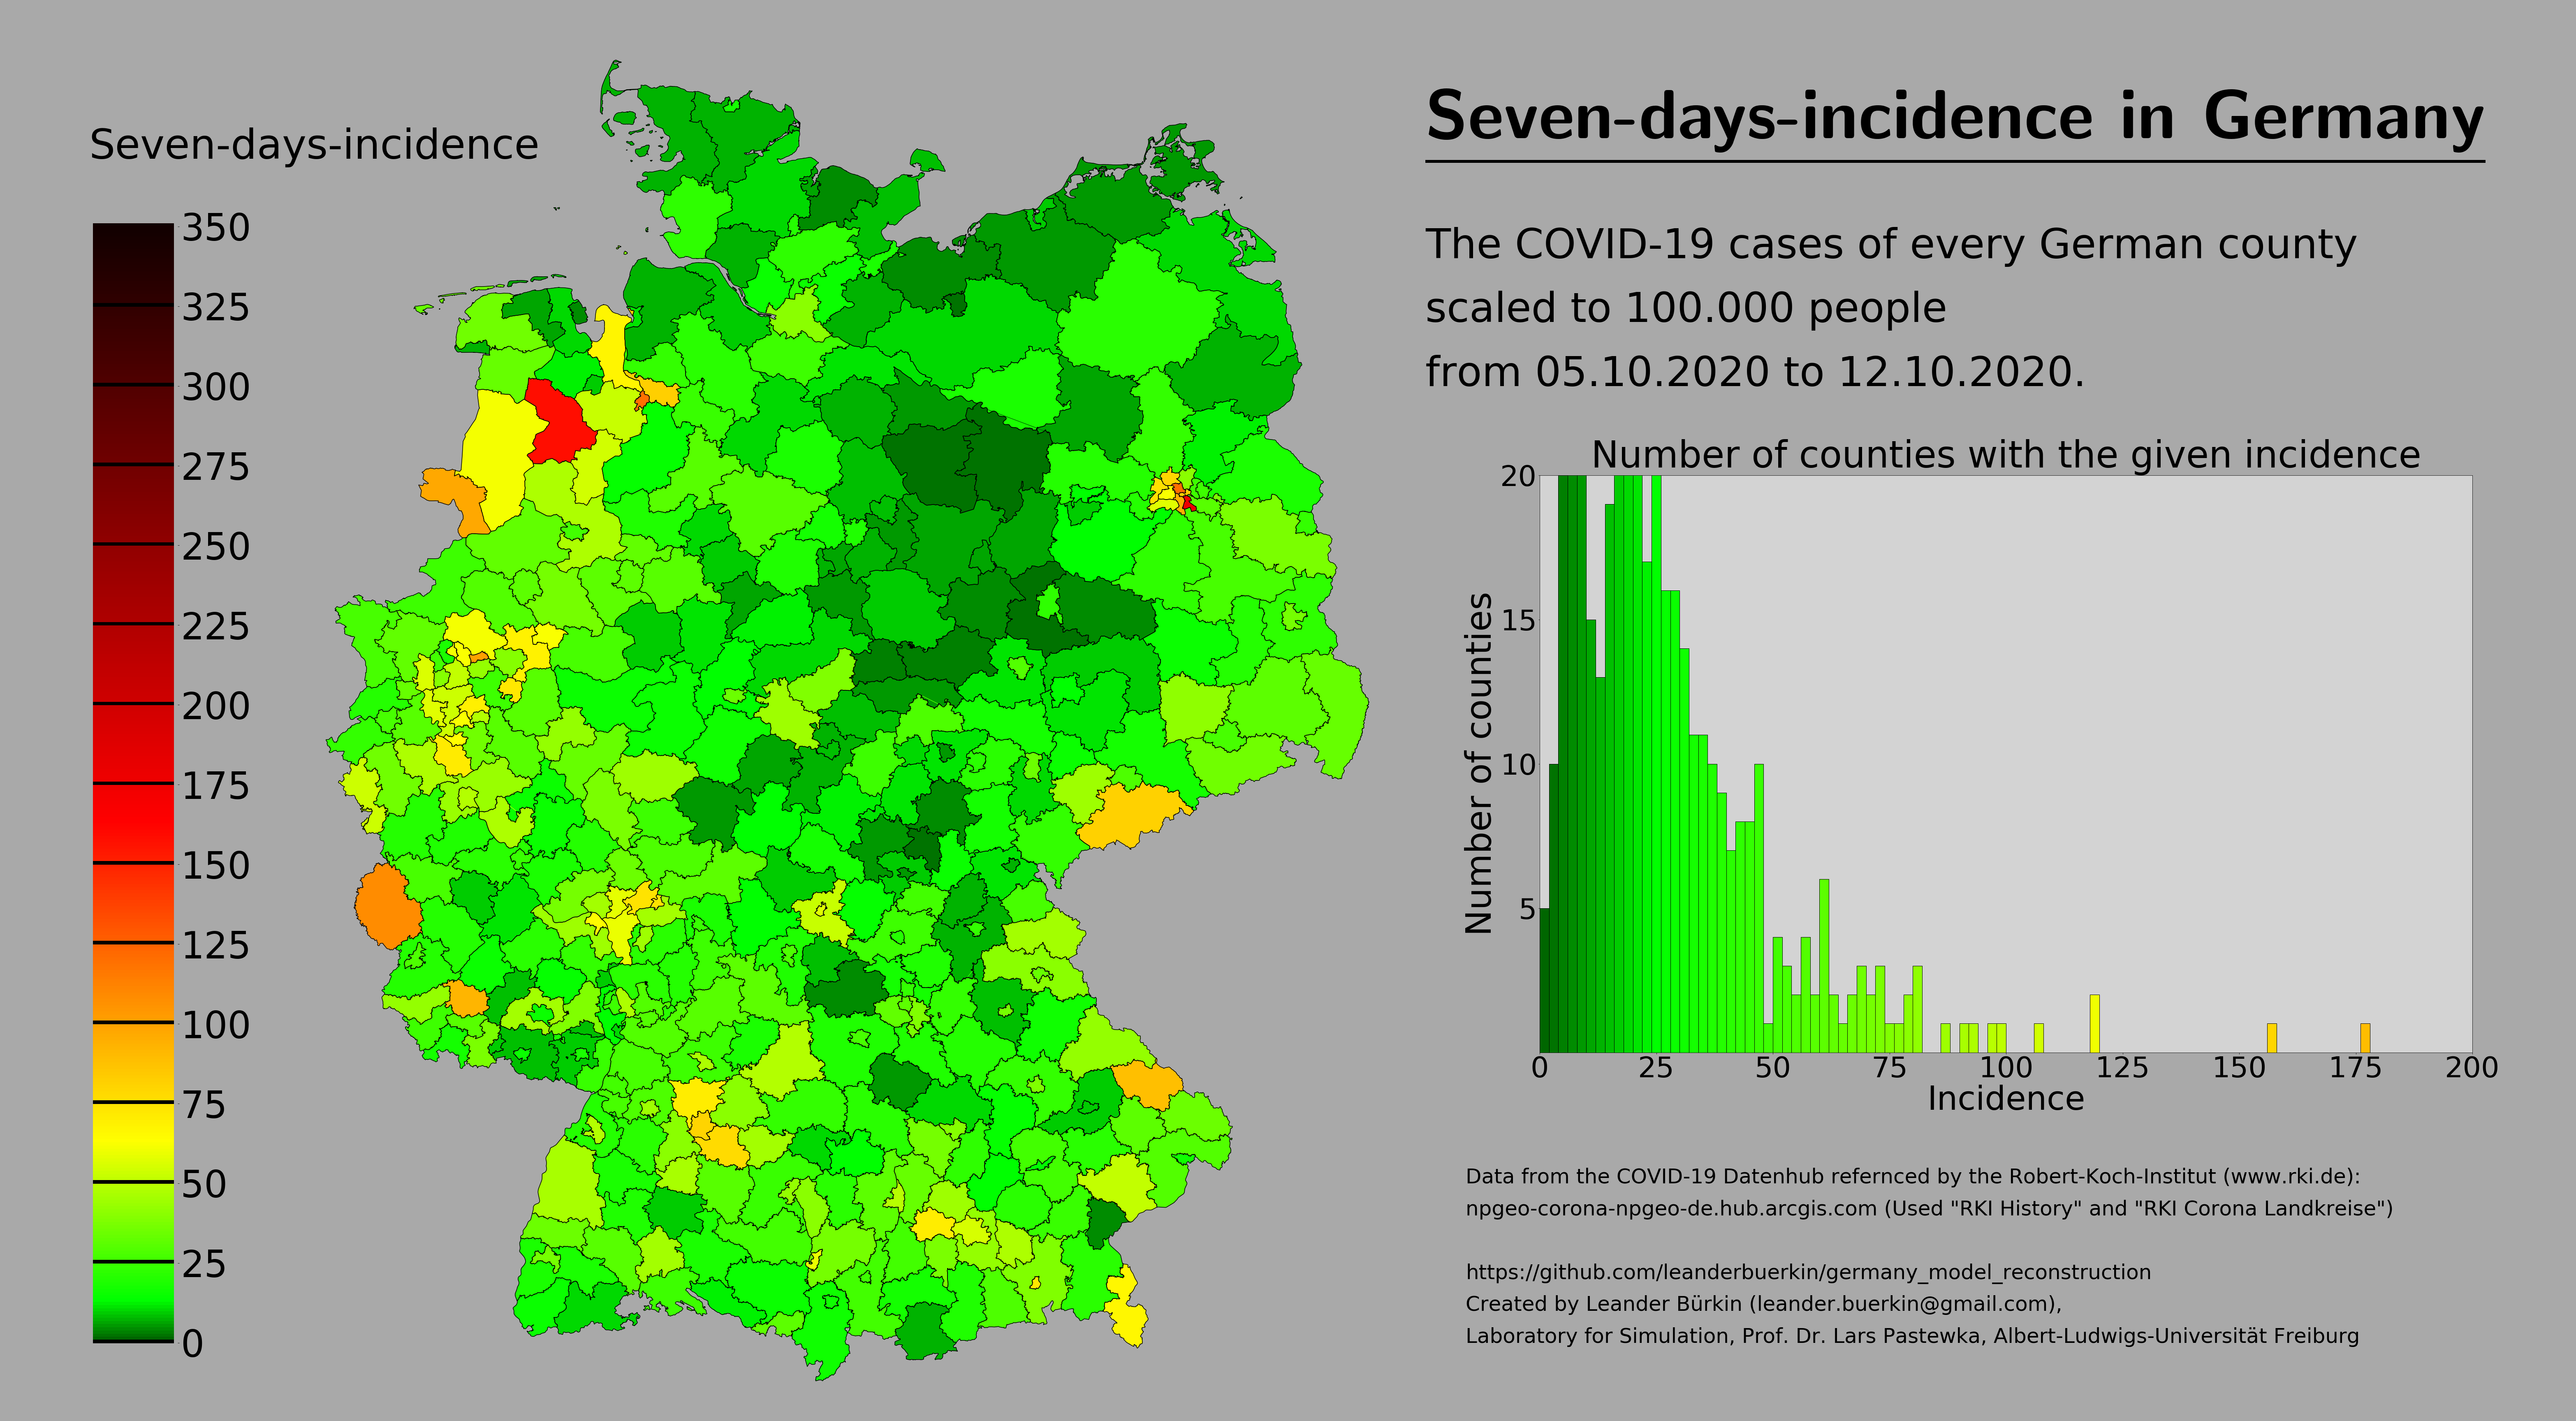 Seven-days-incidence in Germany
Seven-days-incidence
350
325
300
275
250
225
200
175
150
125
100
75
50
25
0
The COVID-19 cases of every German county
scaled to 100.000 people
from 05.10.2020 to 12.10.2020.
Number of counties with the given incidence
20
15
10
5
Number of counties
0 25 50 75 100 125 150 175 200
Incidence
Data from the COVID-19 Datenhub refernced by the Robert-Koch-Institut (www.rki.de):
npgeo-corona-npgeo-de.hub.arcgis.com (Used "RKI History" and "RKI Corona Landkreise")
https://github.com/leanderbuerkin/germany_model_reconstruction
Created by Leander Bürkin (leander.buerkin@gmail.com),
Laboratory for Simulation, Prof. Dr. Lars Pastewka, Albert-Ludwigs-Universität Freiburg